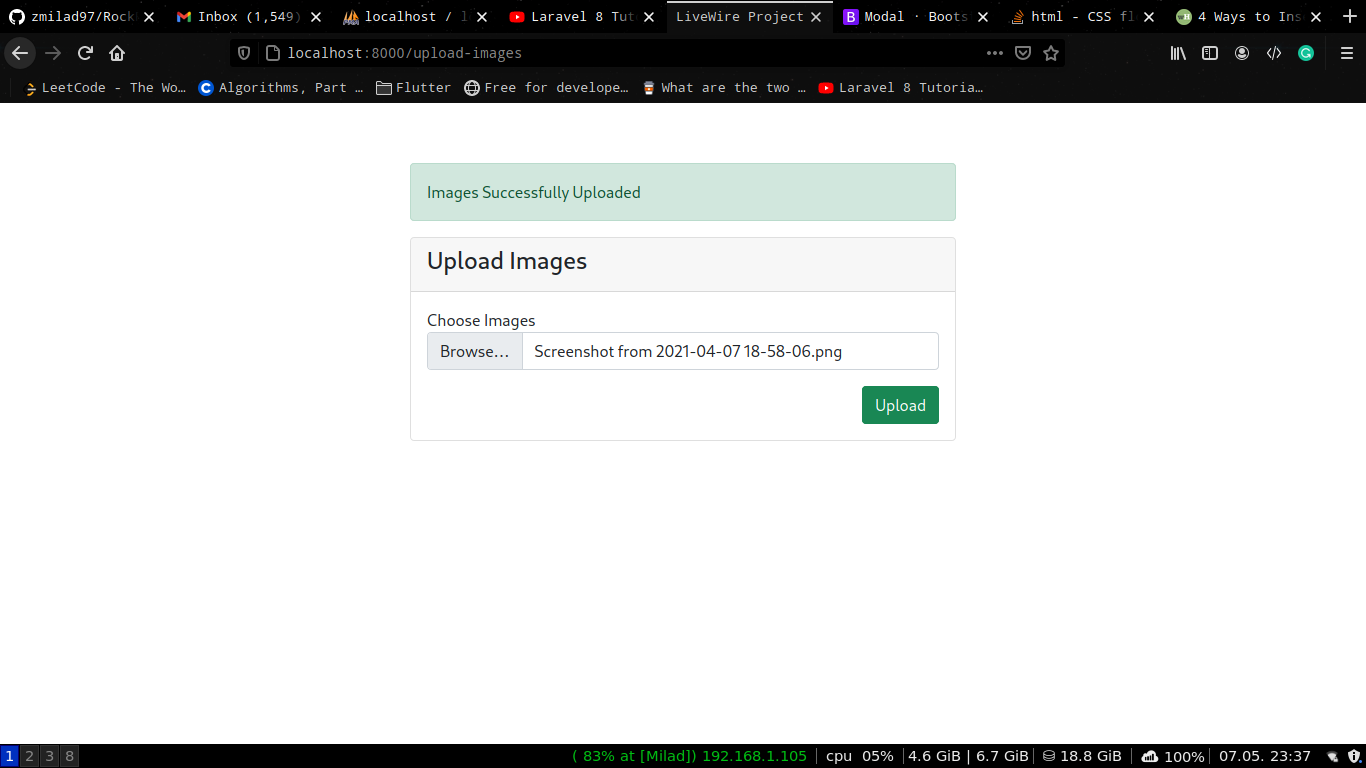 zmilad97/Rock
Inbox (1,549)
localhost / l
Laravel 8 Tut
LiveWire Project
Modal · Boots
html - CSS fl
4 Ways to Ins
localhost:8000/upload-images
LeetCode - The Wo…
Algorithms, Part …
Flutter
Free for develope…
What are the two …
Laravel 8 Tutoria…
Images Successfully Uploaded
Upload Images
Choose Images
Browse…
Screenshot from 2021-04-07 18-58-06.png
Upload
1 2 3 8 ( 83% at [Milad]) 192.168.1.105 | cpu 05% | 4.6 GiB | 6.7 GiB | 18.8 GiB | 100% | 07.05. 23:37